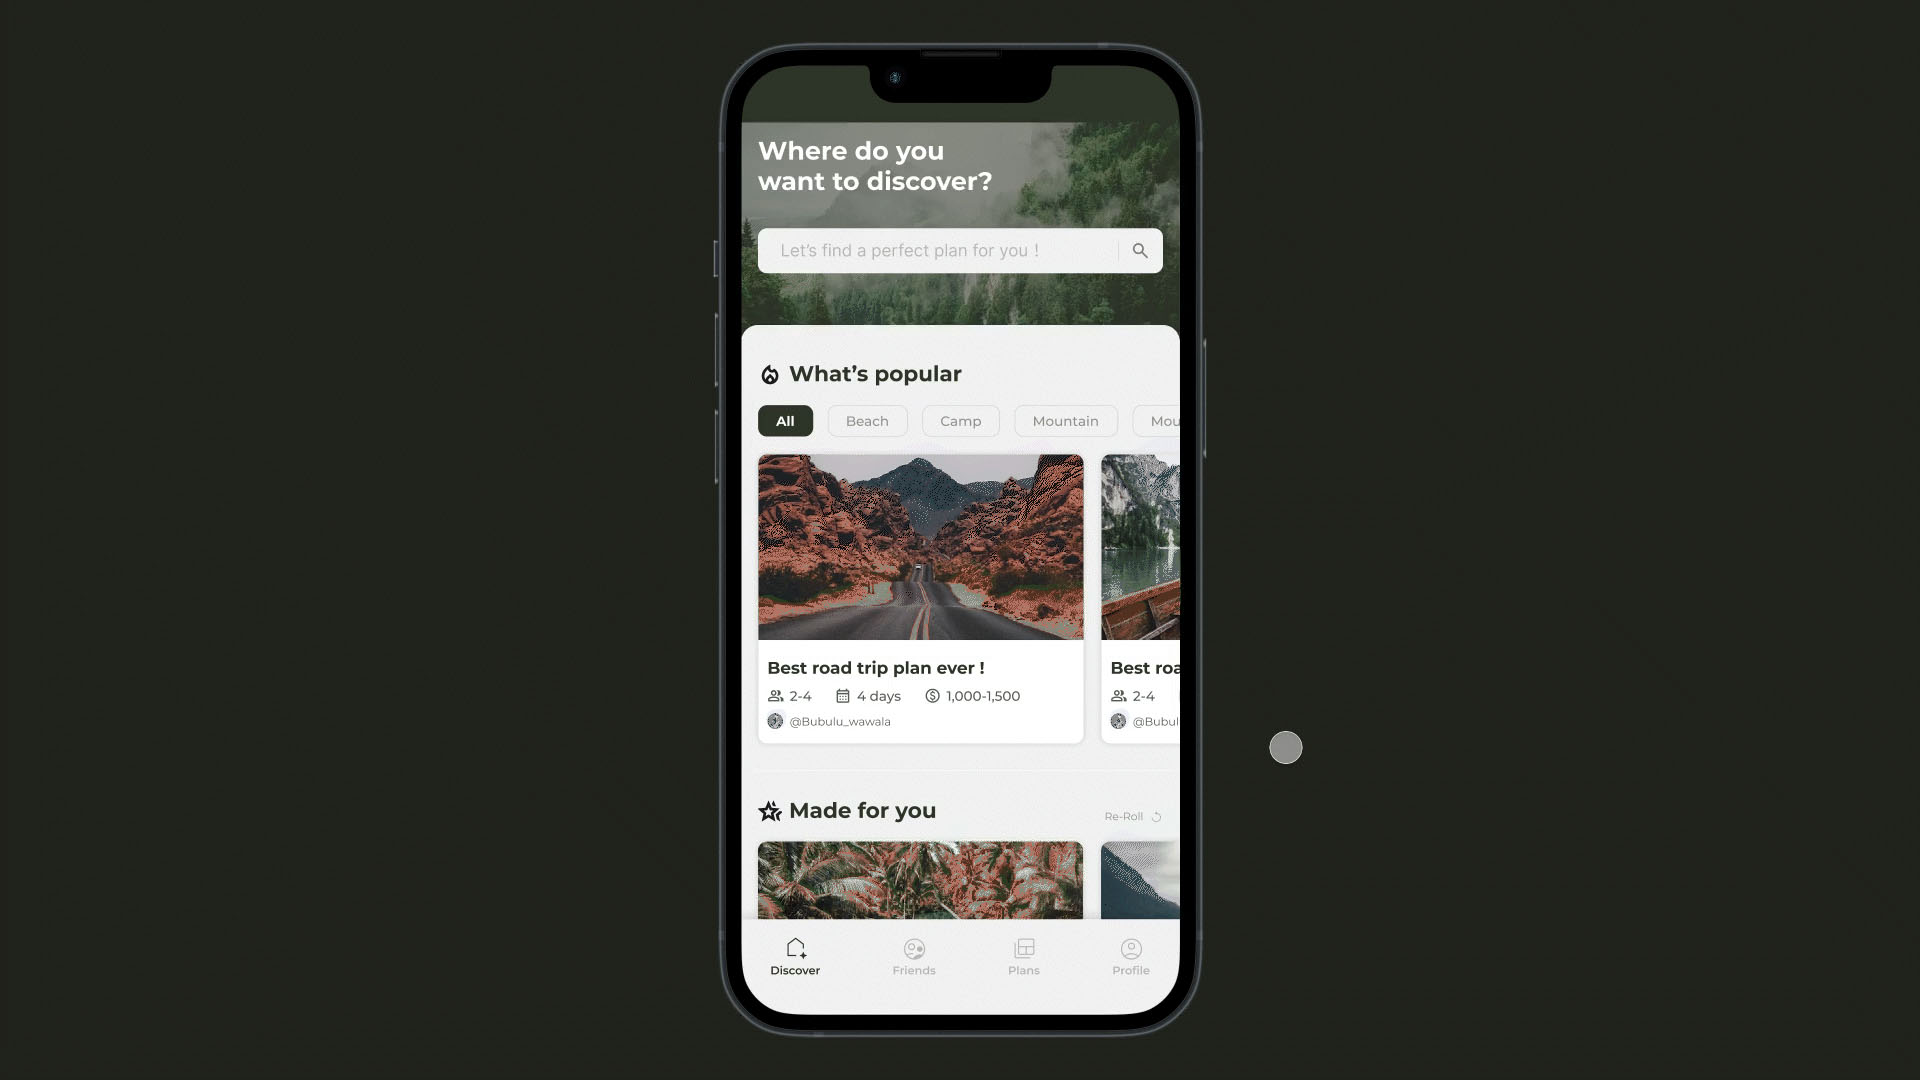 Where do you
want to discover?
Let's find a perfect plan for you !
What's popular
All Beach Camp Mountain Mou
Best road trip plan ever ! Best roa
2-4 4 days 1,000-1,500 2-4
@Bubulu_wawala @Bubul
Made for you Re-Roll
Discover Friends Plans Profile